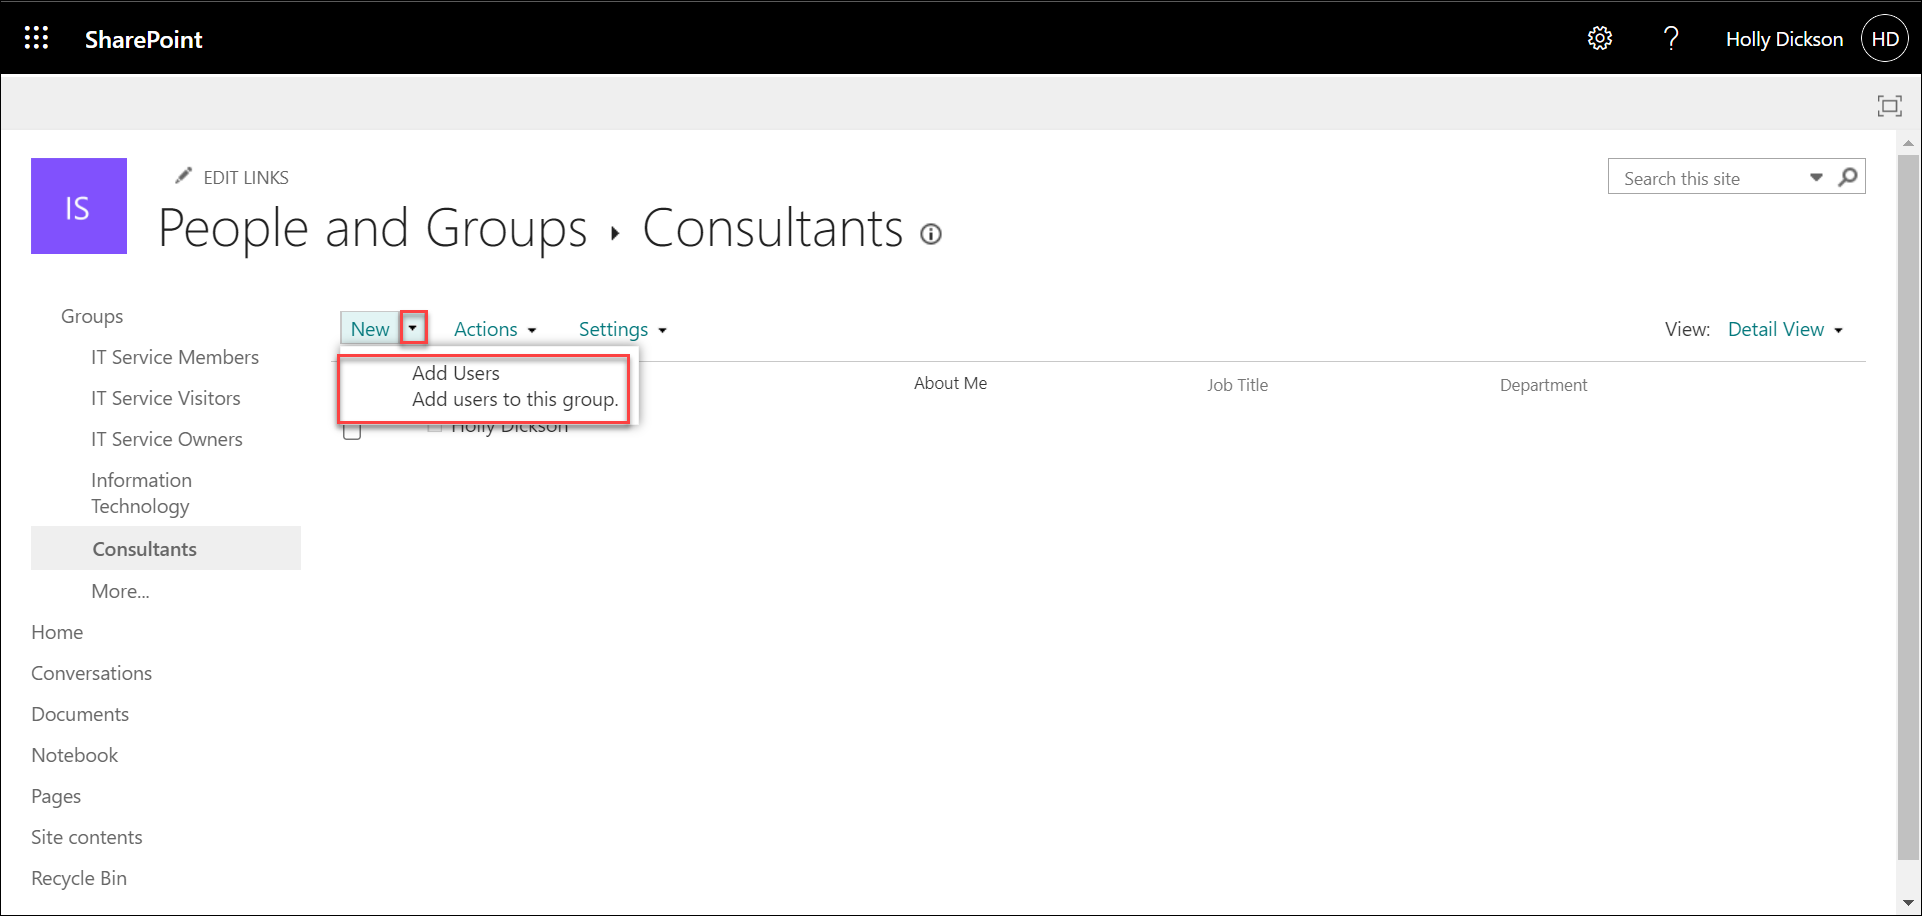 SharePoint
Holly Dickson
HD
IS
EDIT LINKS
Search this site
People and Groups ▸ Consultants
Groups
IT Service Members
IT Service Visitors
IT Service Owners
Information
Technology
Consultants
More...
Home
Conversations
Documents
Notebook
Pages
Site contents
Recycle Bin
New
Actions
Settings
View: Detail View
Add Users
Add users to this group.
About Me
Job Title
Department
Holly Dickson